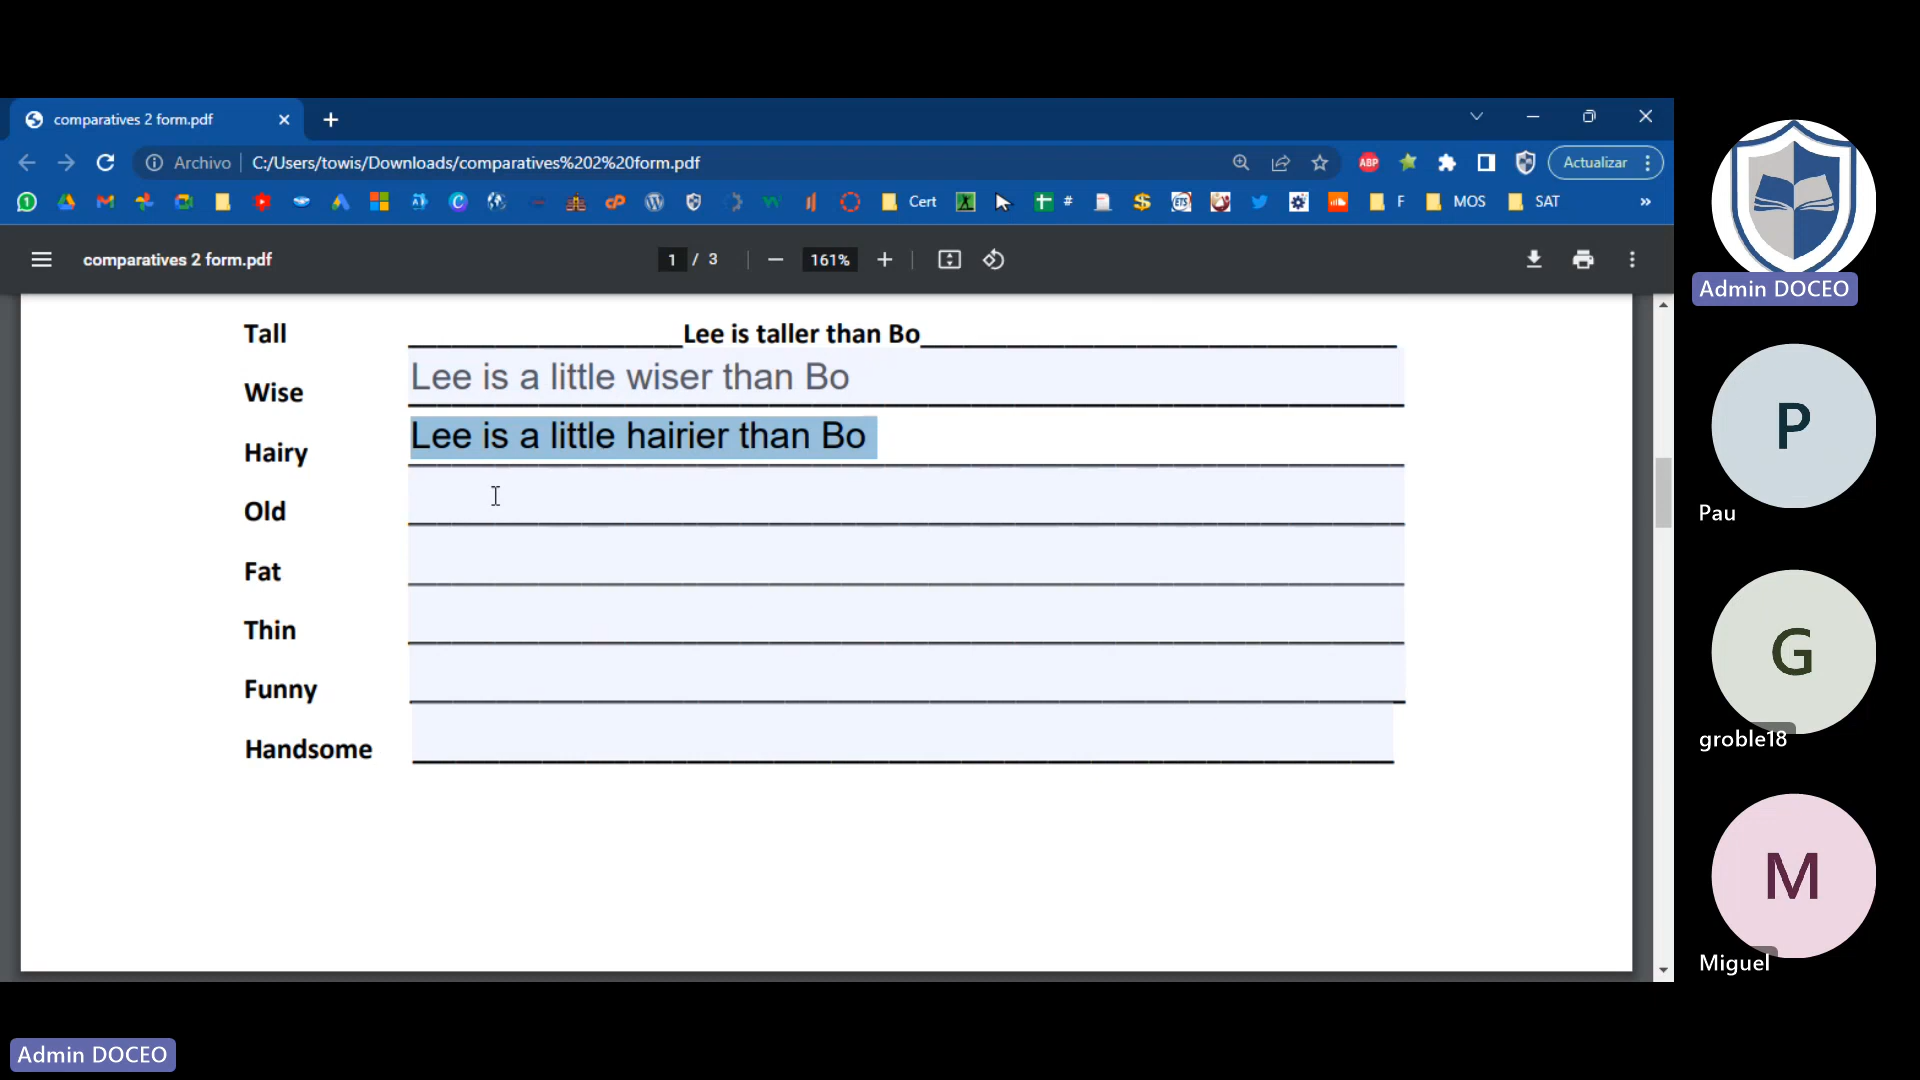 comparatives 2 form.pdf
Archivo C:/Users/towis/Downloads/comparatives%202%20form.pdf ABP Actualizar
1 Cert # F MOS SAT »
comparatives 2 form.pdf 1 / 3 161%
Tall Lee is taller than Bo
Wise Lee is a little wiser than Bo
Hairy Lee is a little hairier than Bo
Old
Fat
Thin
Funny
Handsome
Admin DOCEO
P
Pau
G
groble18
M
Miguel
Admin DOCEO